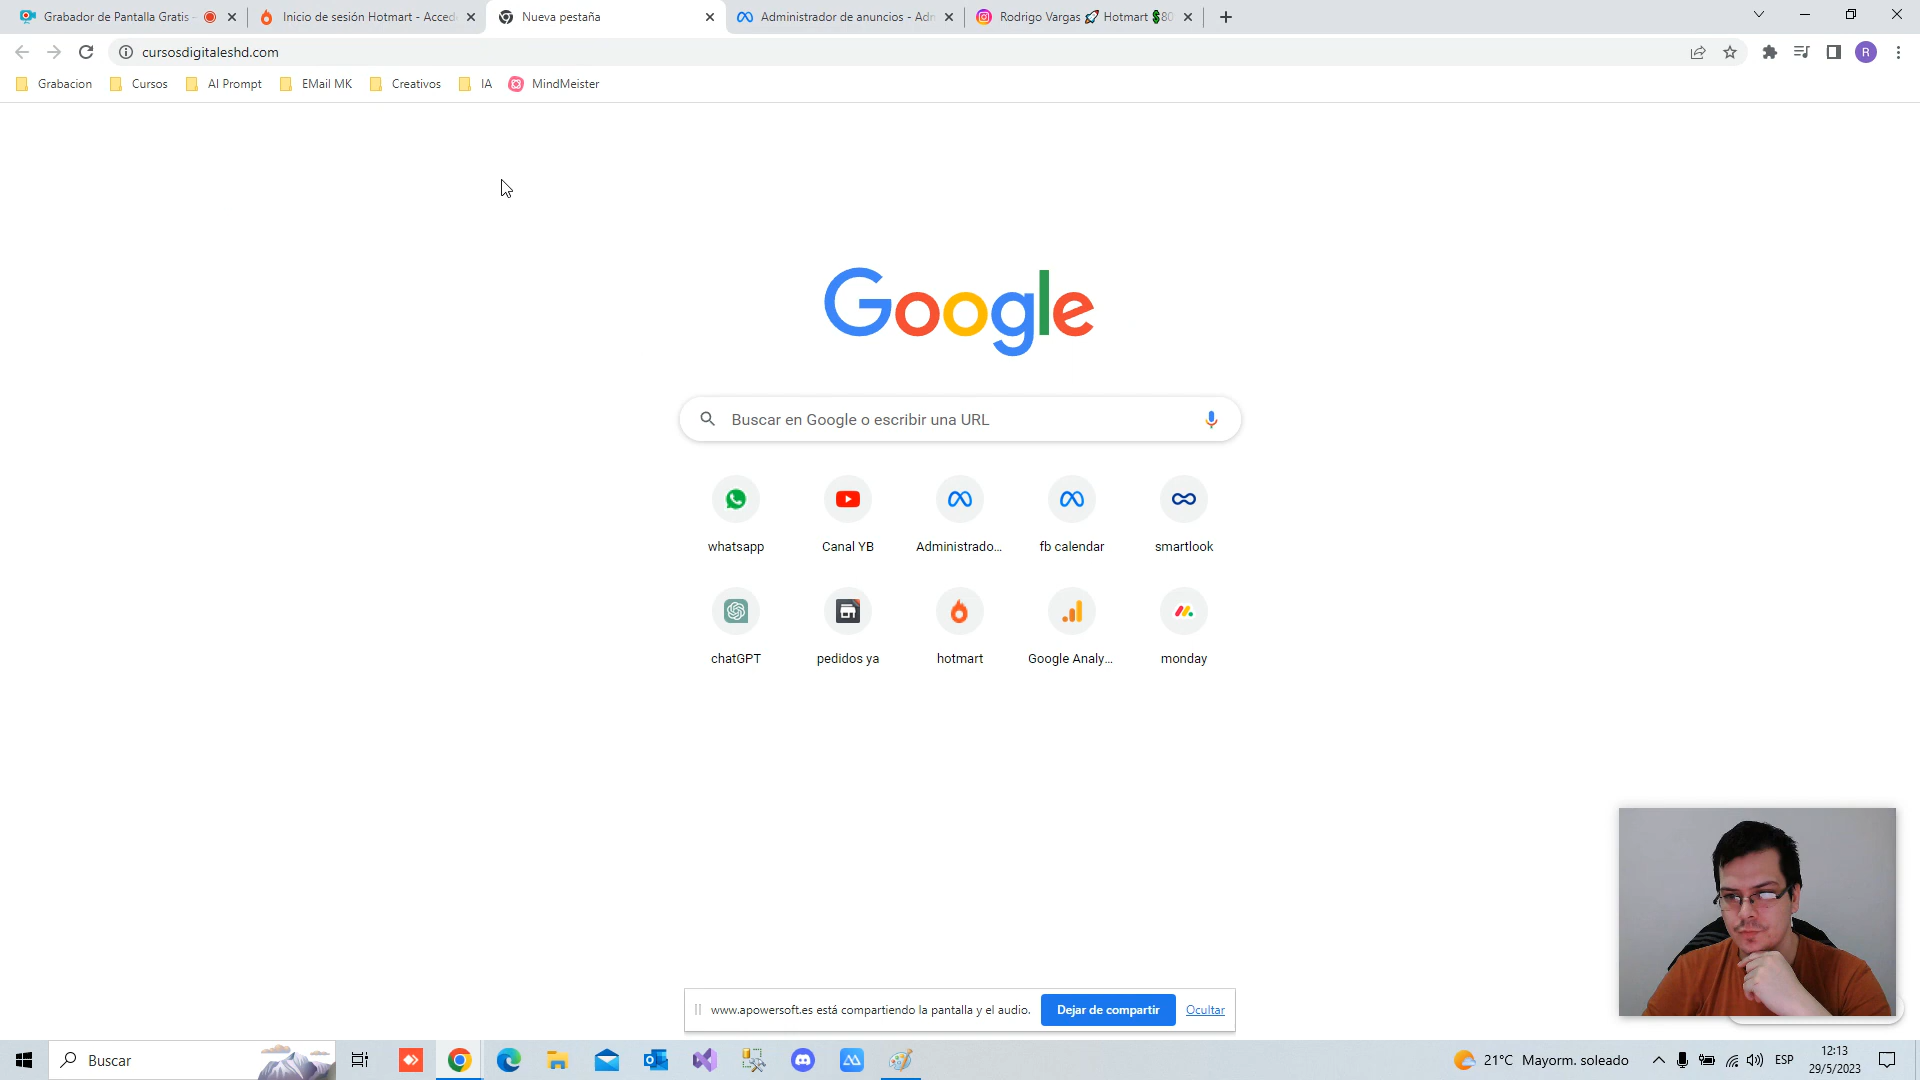 Grabador de Pantalla Gratis -
Inicio de sesión Hotmart - Acced
Nueva pestaña
Administrador de anuncios - Adn
Rodrigo Vargas 🚀 Hotmart 💲80
cursosdigitaleshd.com
Grabacion
Cursos
AI Prompt
EMail MK
Creativos
IA
MindMeister
R
Google
Buscar en Google o escribir una URL
whatsapp
Canal YB
Administrado...
fb calendar
smartlook
chatGPT
pedidos ya
hotmart
Google Analy...
monday
www.apowersoft.es está compartiendo la pantalla y el audio.
Dejar de compartir
Ocultar
Buscar
21°C Mayorm. soleado
ESP
12:13
29/5/2023